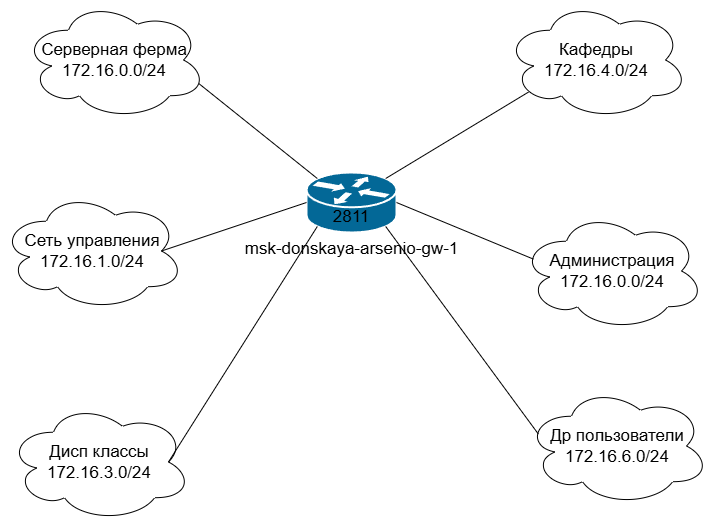 Серверная ферма
172.16.0.0/24
Кафедры
172.16.4.0/24
2811
msk-donskaya-arsenio-gw-1
Сеть управления
172.16.1.0/24
Администрация
172.16.0.0/24
Дисп классы
172.16.3.0/24
Др пользователи
172.16.6.0/24